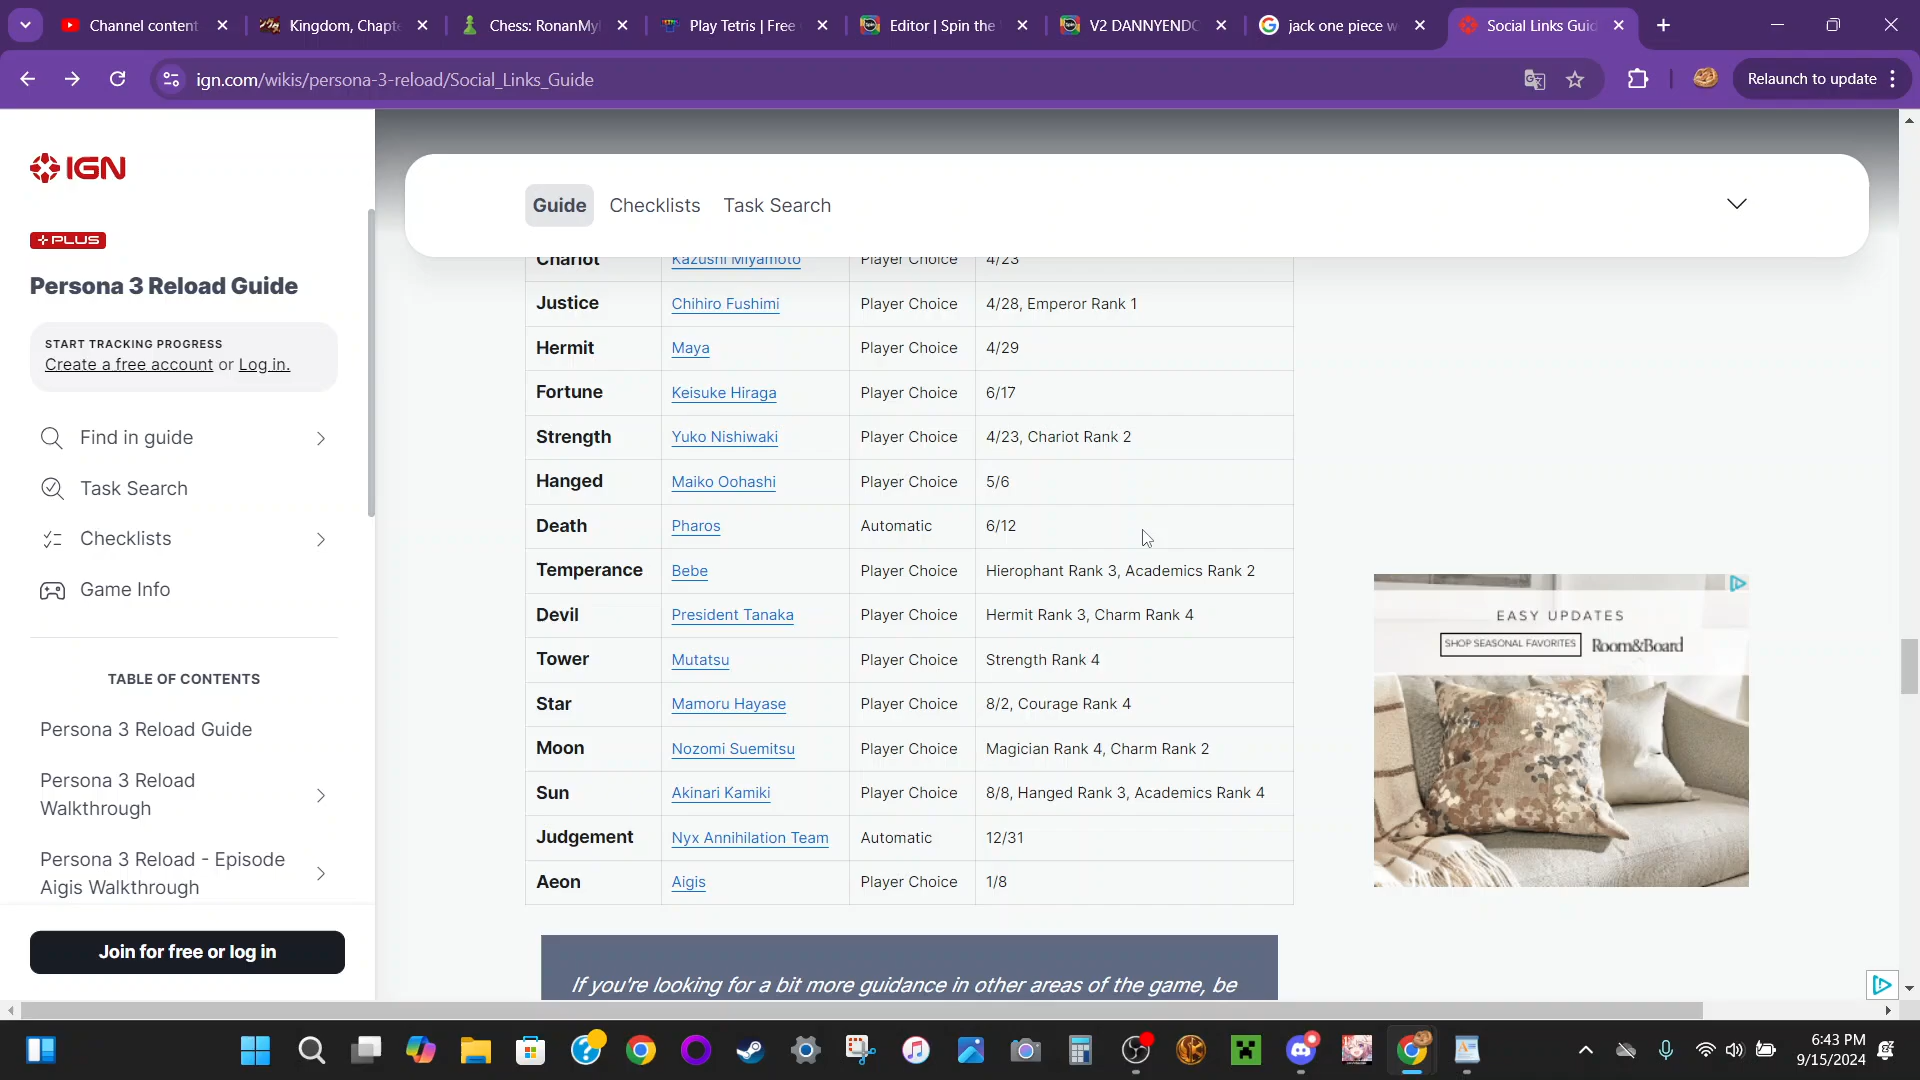 Channel content
Kingdom, Chapte
Chess: RonanMy
Play Tetris | Free
Editor | Spin the
V2 DANNYENDC
jack one piece w
Social Links Guid
ign.com/wikis/persona-3-reload/Social_Links_Guide
Relaunch to update
IGN
+PLUS
Persona 3 Reload Guide
START TRACKING PROGRESS
Create a free account or Log in.
Find in guide
Task Search
Checklists
Game Info
TABLE OF CONTENTS
Persona 3 Reload Guide
Persona 3 Reload
Walkthrough
Persona 3 Reload - Episode
Aigis Walkthrough
Join for free or log in
Guide Checklists Task Search
Chariot Kazushi Miyamoto Player Choice 4/23
Justice Chihiro Fushimi Player Choice 4/28, Emperor Rank 1
Hermit Maya Player Choice 4/29
Fortune Keisuke Hiraga Player Choice 6/17
Strength Yuko Nishiwaki Player Choice 4/23, Chariot Rank 2
Hanged Maiko Oohashi Player Choice 5/6
Death Pharos Automatic 6/12
Temperance Bebe Player Choice Hierophant Rank 3, Academics Rank 2
Devil President Tanaka Player Choice Hermit Rank 3, Charm Rank 4
Tower Mutatsu Player Choice Strength Rank 4
Star Mamoru Hayase Player Choice 8/2, Courage Rank 4
Moon Nozomi Suemitsu Player Choice Magician Rank 4, Charm Rank 2
Sun Akinari Kamiki Player Choice 8/8, Hanged Rank 3, Academics Rank 4
Judgement Nyx Annihilation Team Automatic 12/31
Aeon Aigis Player Choice 1/8
If you're looking for a bit more guidance in other areas of the game, be
EASY UPDATES
SHOP SEASONAL FAVORITES Room&Board
6:43 PM
9/15/2024